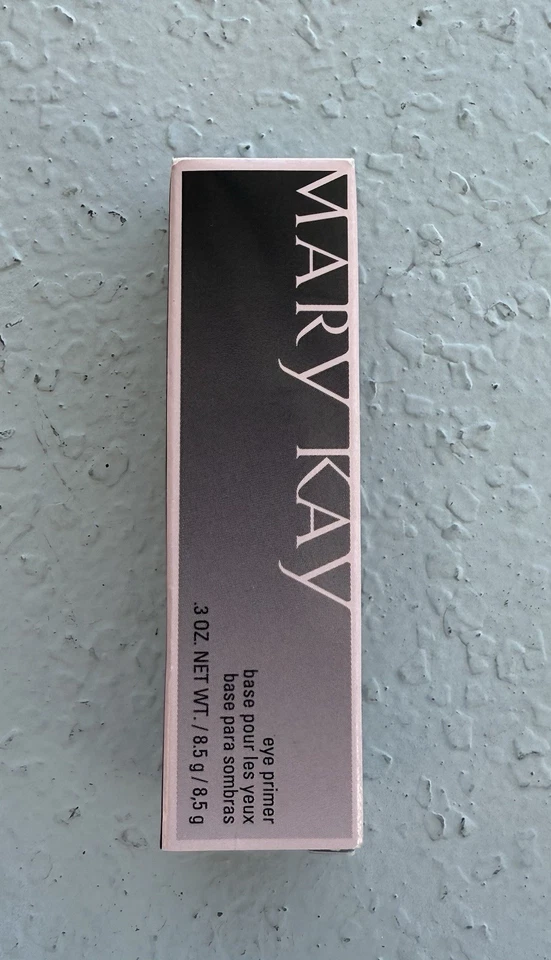 MARY KAY
eye primer
base pour les yeux
base para sombras
.3 OZ. NET WT. / 8.5 g / 8,5 g